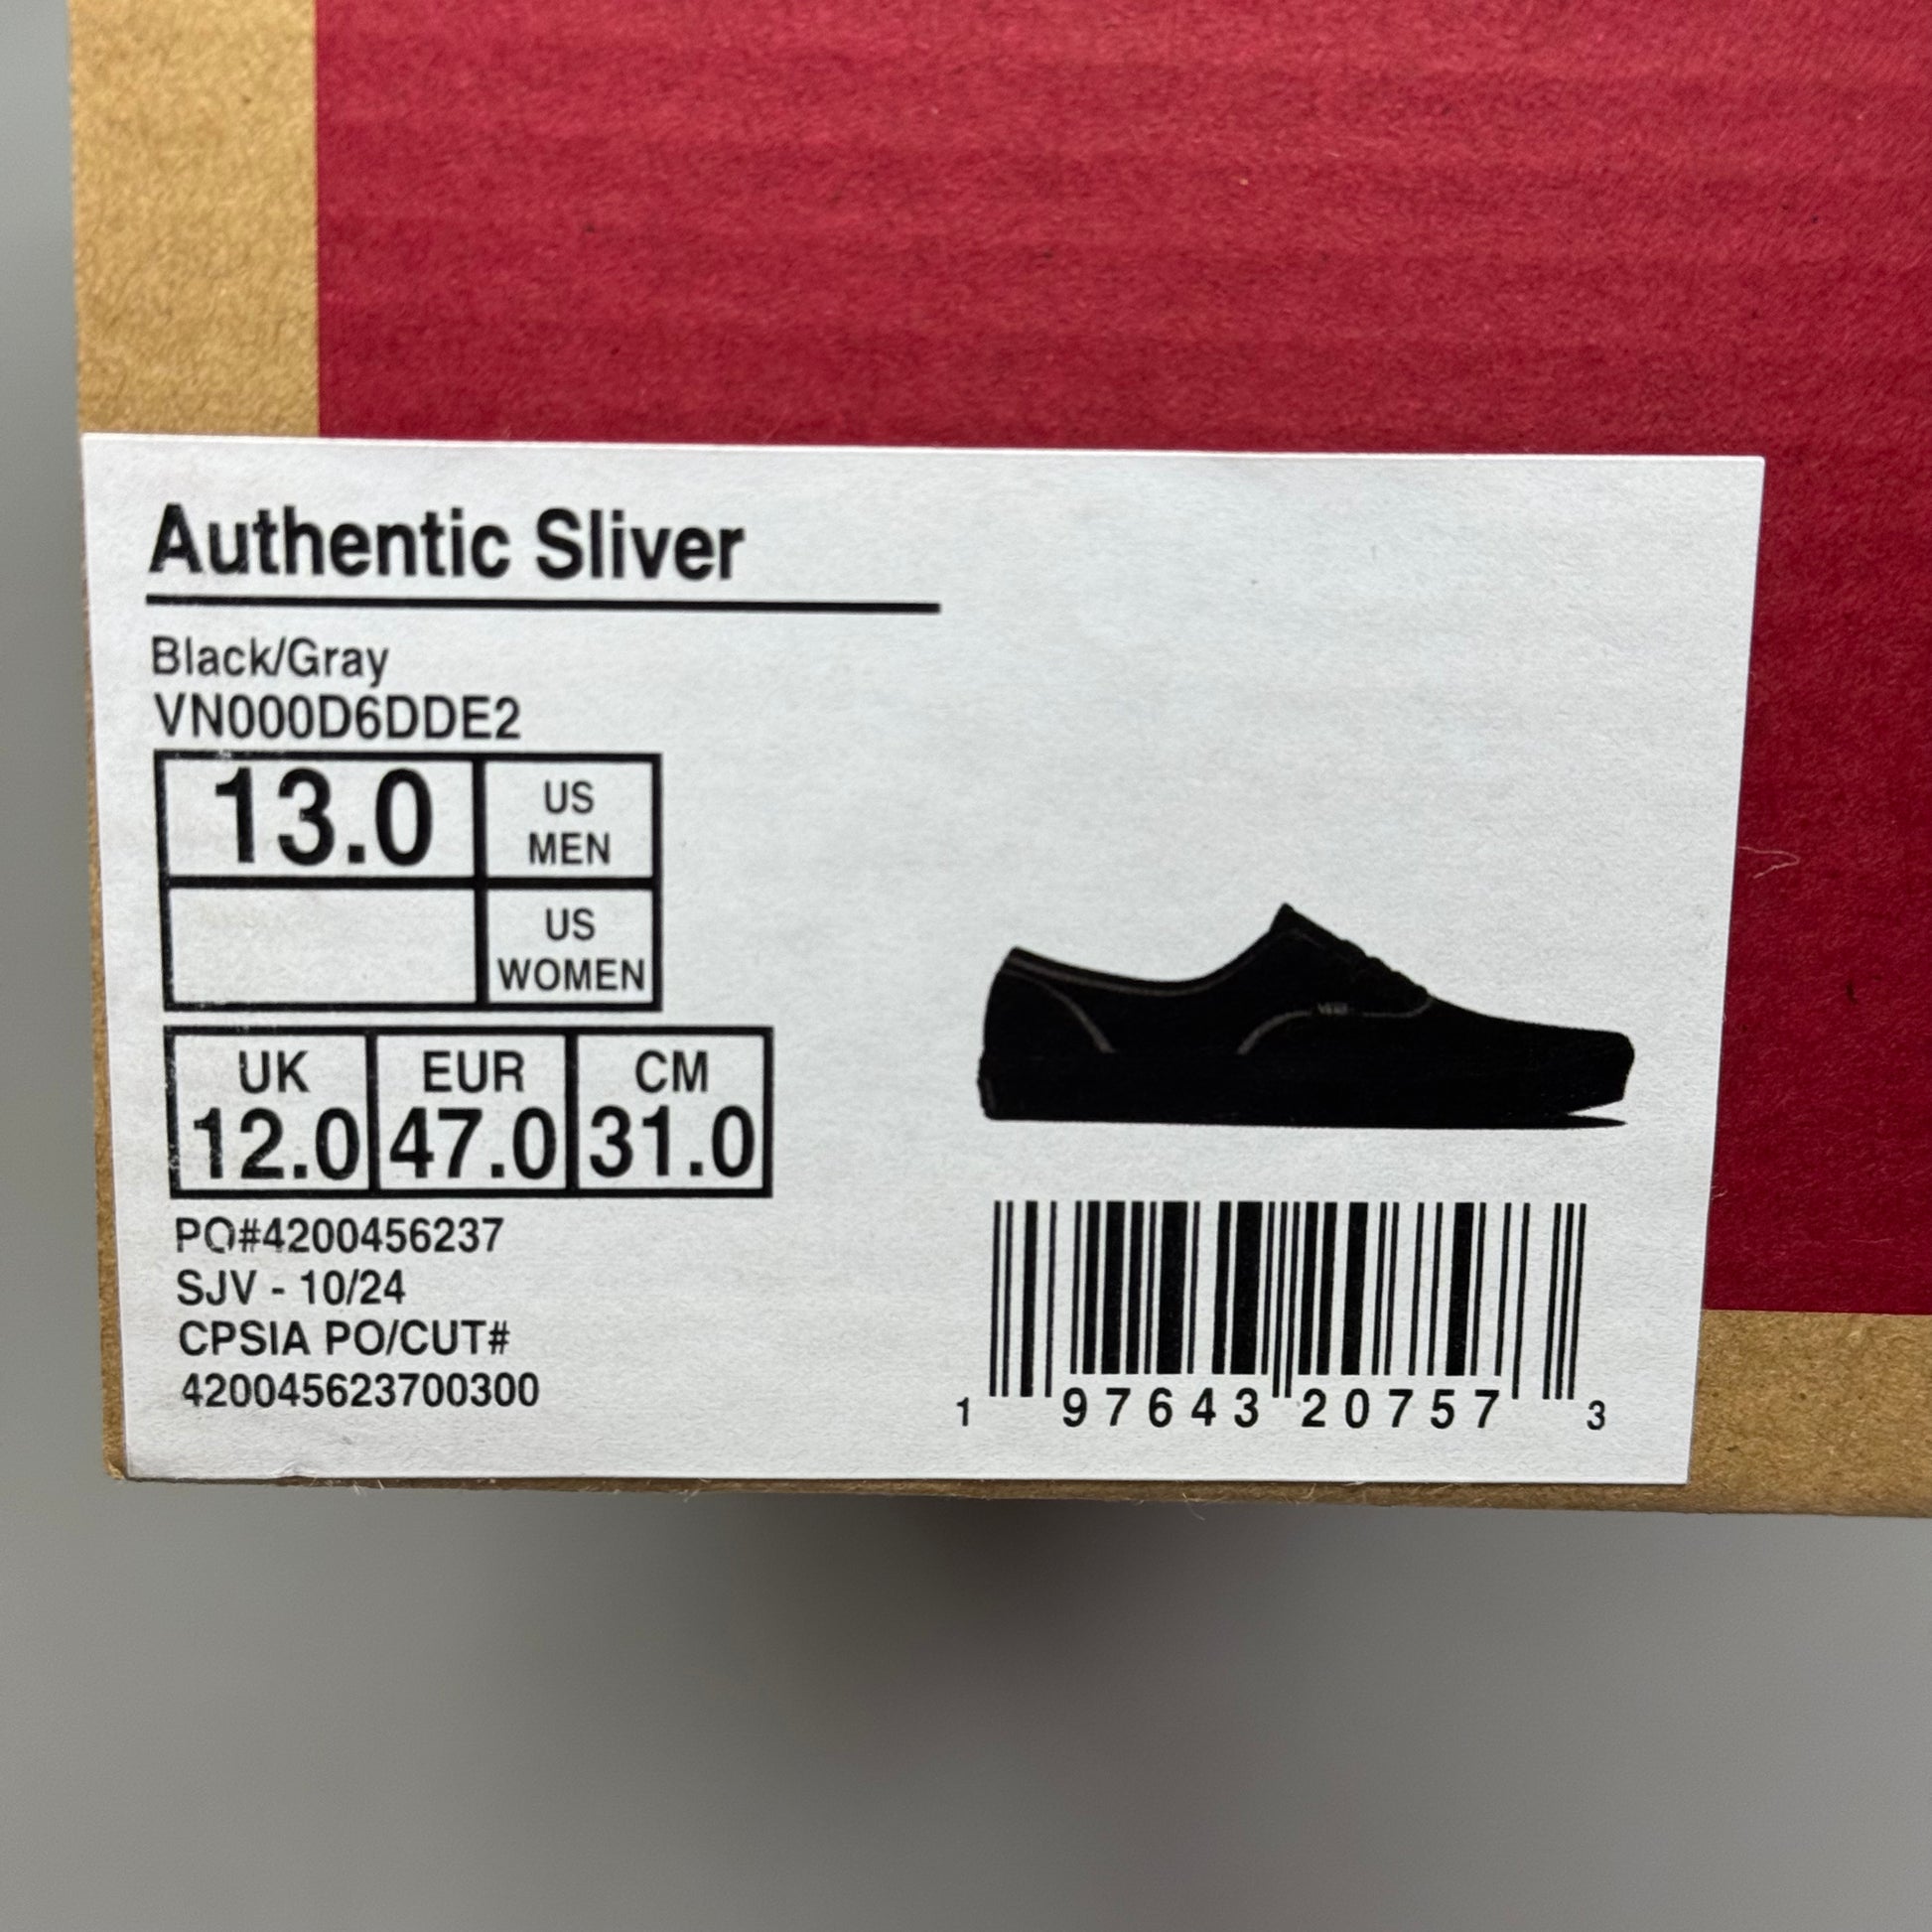 Authentic Sliver
Black/Gray
VN000D6DDE2
13.0 US MEN
US WOMEN
UK EUR CM
12.0 47.0 31.0
PO#4200456237
SJV - 10/24
CPSIA PO/CUT#
420045623700300
1 97643 20757 3